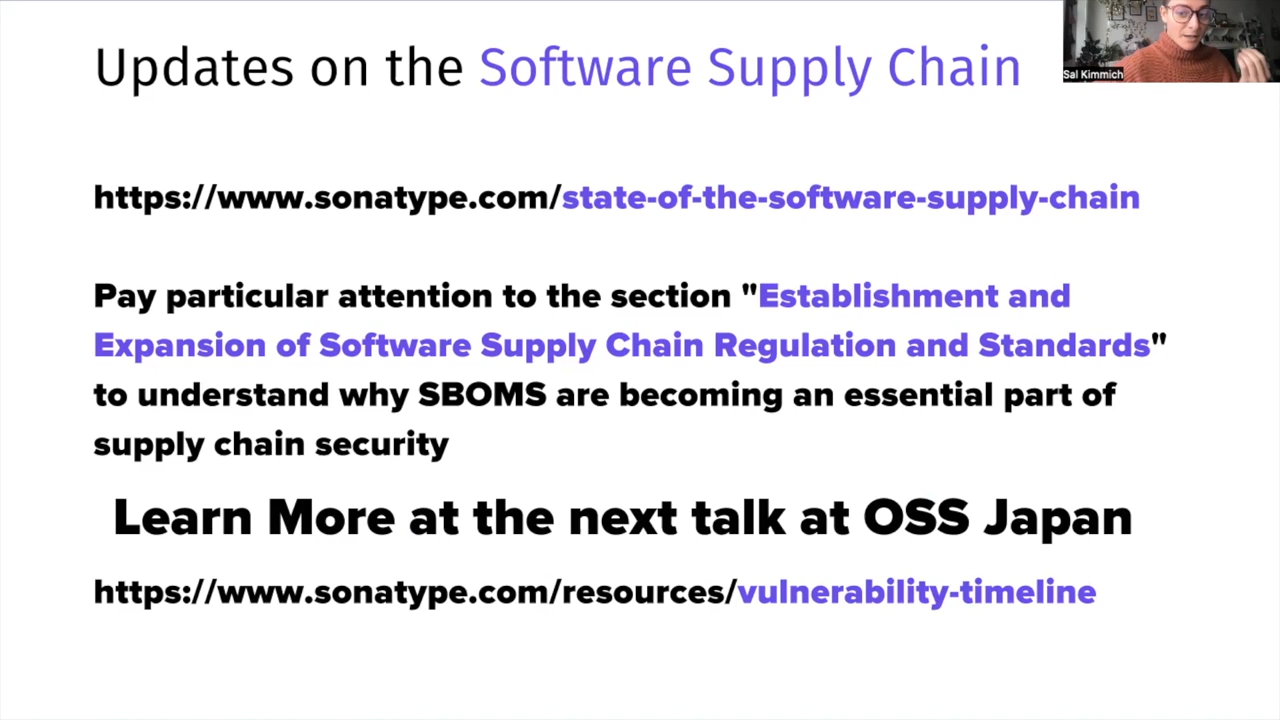 Updates on the Software Supply Chain
Sal Kimmich
https://www.sonatype.com/state-of-the-software-supply-chain
Pay particular attention to the section "Establishment and
Expansion of Software Supply Chain Regulation and Standards"
to understand why SBOMS are becoming an essential part of
supply chain security
Learn More at the next talk at OSS Japan
https://www.sonatype.com/resources/vulnerability-timeline